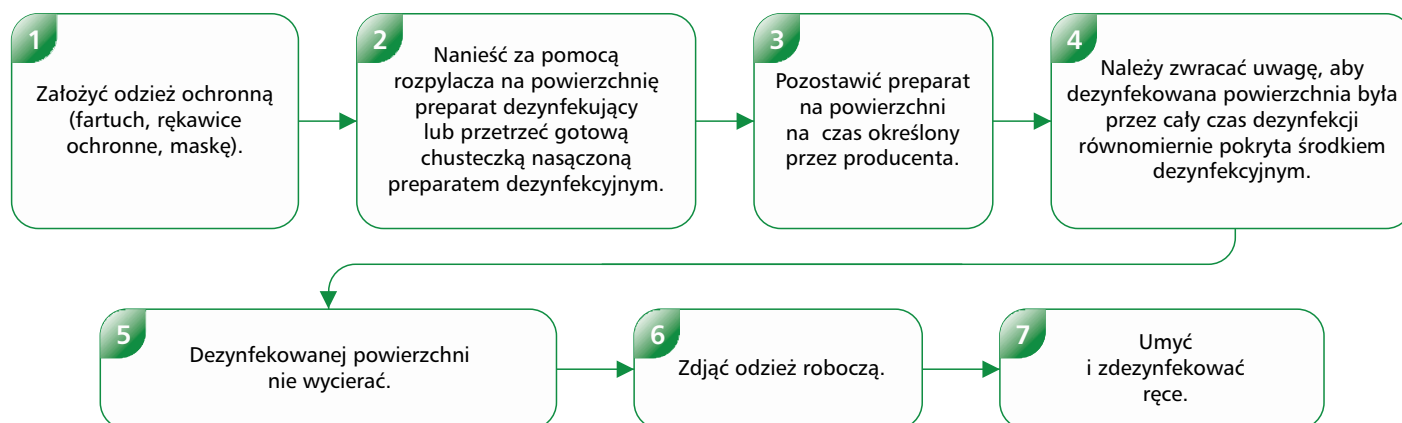 1
Założyć odzież ochronną
(fartuch, rękawice
ochronne, maskę).
2
Nanieść za pomocą
rozpylacza na powierzchnię
preparat dezynfekujący
lub przetrzeć gotową
chusteczką nasączoną
preparatem dezynfekcyjnym.
3
Pozostawić preparat
na powierzchni
na czas określony
przez producenta.
4
Należy zwracać uwagę, aby
dezynfekowana powierzchnia była
przez cały czas dezynfekcji
równomiernie pokryta środkiem
dezynfekcyjnym.
5
Dezynfekowanej powierzchni
nie wycierać.
6
Zdjąć odzież roboczą.
7
Umyć
i zdezynfekować
ręce.